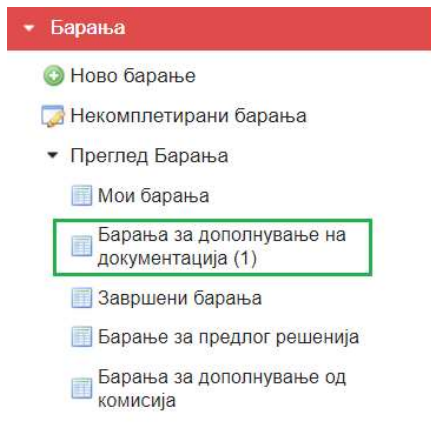 Барања
Ново барање
Некомплетирани барања
Преглед Барања
Мои барања
Барања за дополнување на
документација (1)
Завршени барања
Барање за предлог решенија
Барања за дополнување од
комисија